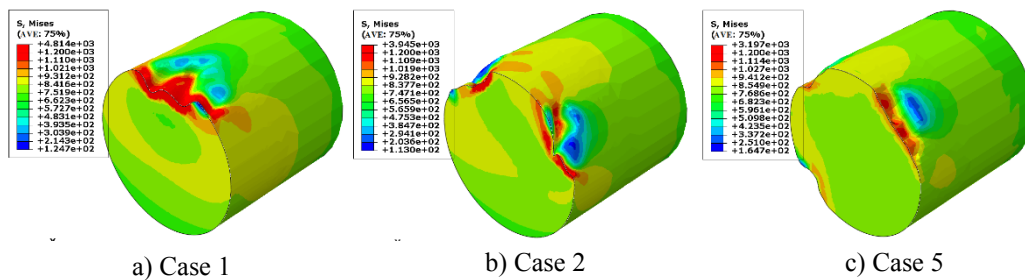 S, Mises
(AVE: 75%)
+4.814e+03
+1.200e+03
+1.110e+03
+1.021e+03
+9.312e+02
+8.416e+02
+7.519e+02
+6.623e+02
+5.727e+02
+4.831e+02
+3.935e+02
+3.039e+02
+2.143e+02
+1.247e+02
a) Case 1
S, Mises
(AVE: 75%)
+3.945e+03
+1.200e+03
+1.109e+03
+1.019e+03
+9.282e+02
+8.377e+02
+7.471e+02
+6.565e+02
+5.659e+02
+4.753e+02
+3.847e+02
+2.941e+02
+2.036e+02
+1.130e+02
b) Case 2
S, Mises
(AVE: 75%)
+3.197e+03
+1.200e+03
+1.114e+03
+1.027e+03
+9.412e+02
+8.549e+02
+7.686e+02
+6.823e+02
+5.961e+02
+5.098e+02
+4.235e+02
+3.372e+02
+2.510e+02
+1.647e+02
c) Case 5